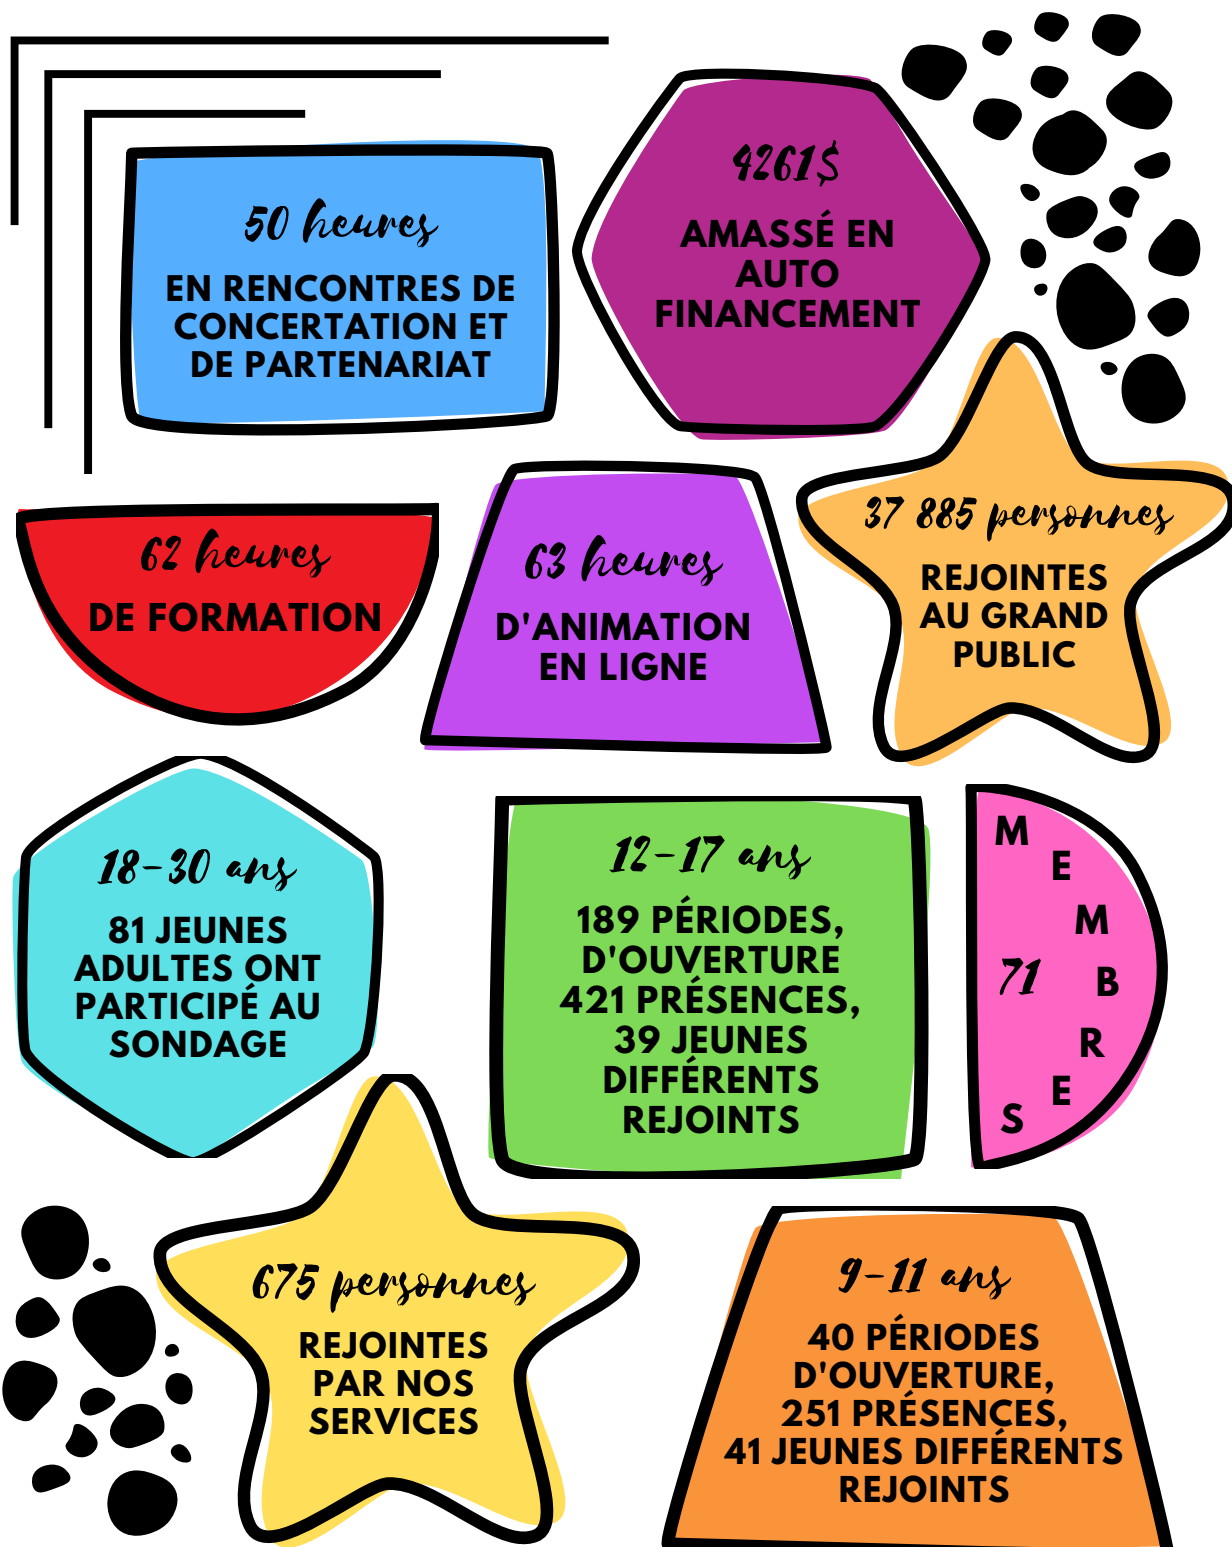 50 heures
EN RENCONTRES DE
CONCERTATION ET
DE PARTENARIAT
4261$
AMASSÉ EN
AUTO
FINANCEMENT
62 heures
DE FORMATION
63 heures
D'ANIMATION
EN LIGNE
37 885 personnes
REJOINTES
AU GRAND
PUBLIC
18-30 ans
81 JEUNES
ADULTES ONT
PARTICIPÉ AU
SONDAGE
12-17 ans
189 PÉRIODES,
D'OUVERTURE
421 PRÉSENCES,
39 JEUNES
DIFFÉRENTS
REJOINTS
71
MEMBRES
675 personnes
REJOINTES
PAR NOS
SERVICES
9-11 ans
40 PÉRIODES
D'OUVERTURE,
251 PRÉSENCES,
41 JEUNES DIFFÉRENTS
REJOINTS